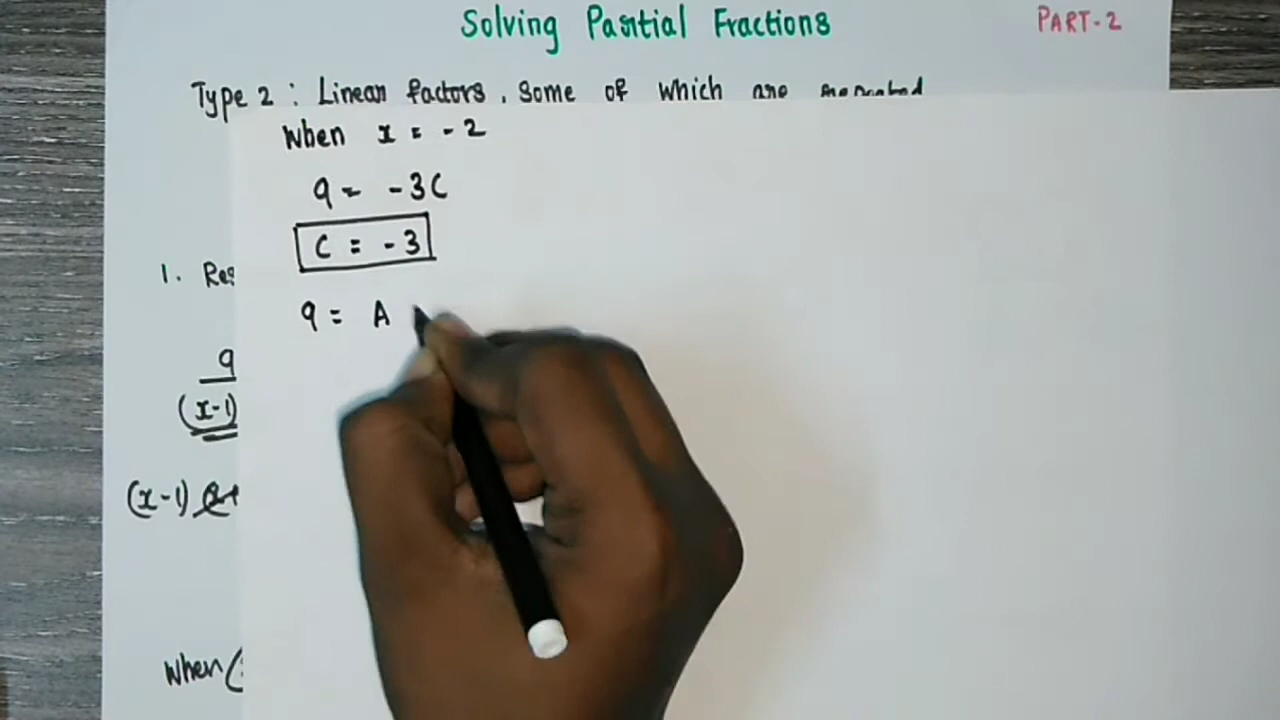 Solving Partial Fractions
PART-2
Type 2 : Linear factors, Some of which are repeated
When x = -2
9 = -3C
C = -3
1. Res
9 = A
9
(x-1)
(x-1)
When (